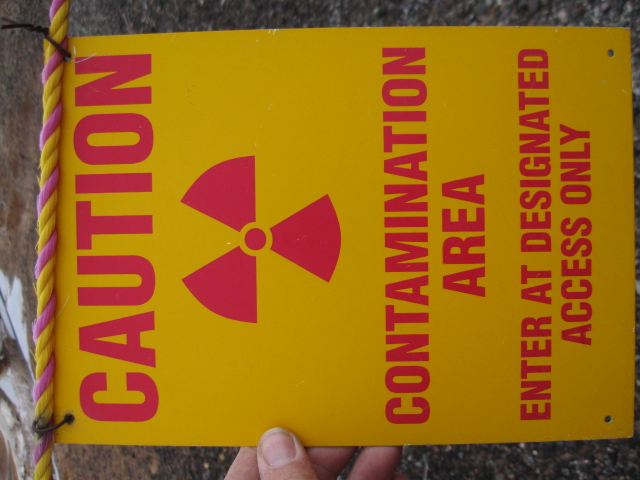 CAUTION
CONTAMINATION
AREA
ENTER AT DESIGNATED
ACCESS ONLY